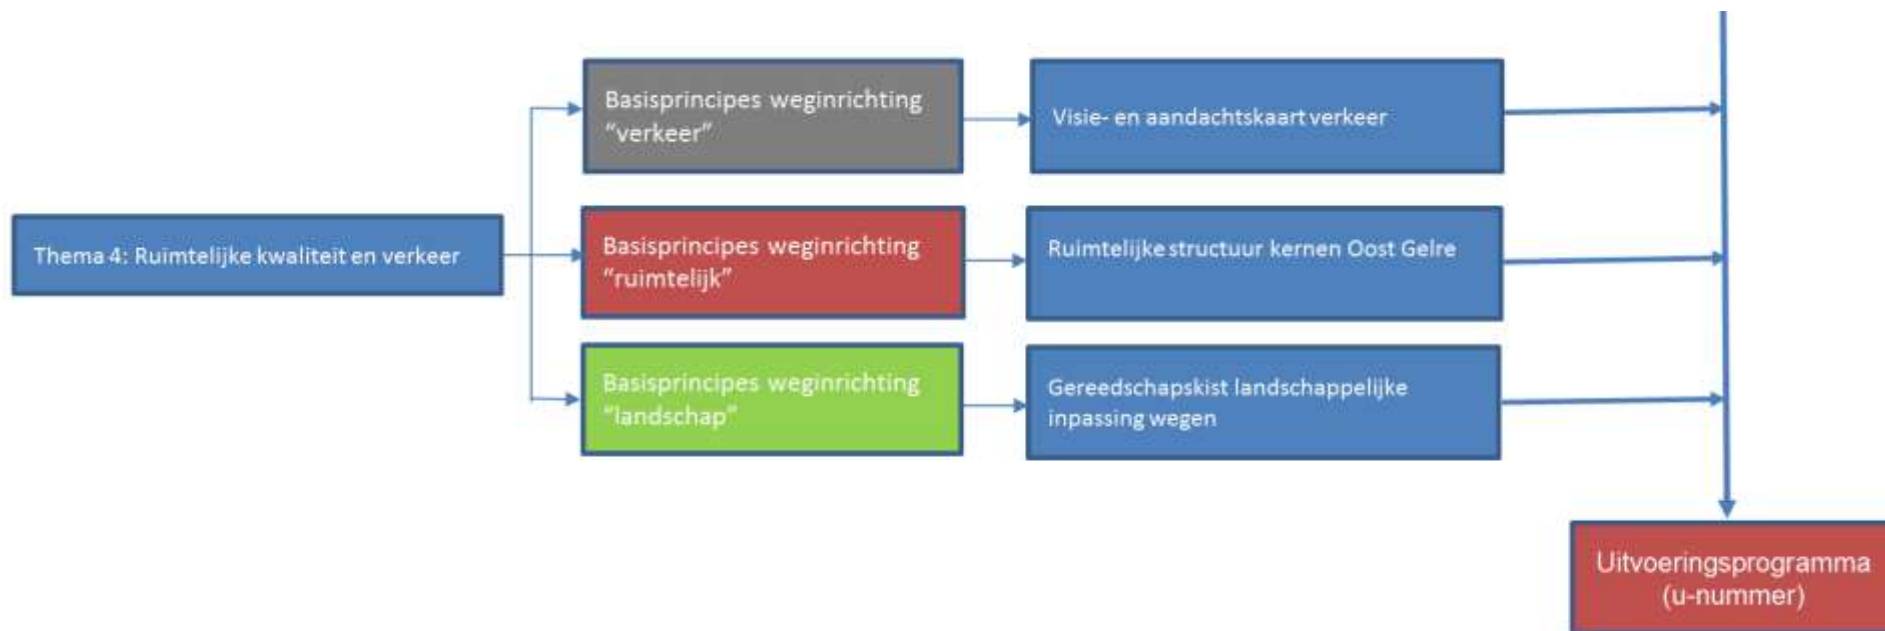 Basisprincipes weginrichting
“verkeer”
Visie- en aandachtskaart verkeer
Thema 4: Ruimtelijke kwaliteit en verkeer
Basisprincipes weginrichting
“ruimtelijk”
Ruimtelijke structuur kernen Oost Gelre
Basisprincipes weginrichting
“landschap”
Gereedschapskist landschappelijke
inpassing wegen
Uitvoeringsprogramma
(u-nummer)